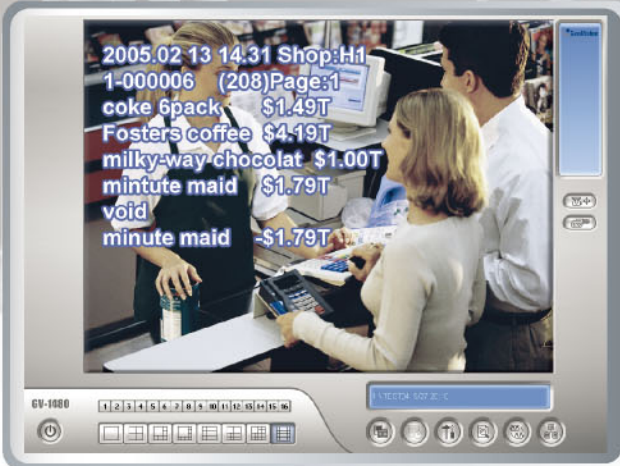 2005.02 13 14.31 Shop:H1
1-000006 (208)Page:1
coke 6pack $1.49T
Fosters coffee $4.19T
milky-way chocolat $1.00T
mintute maid $1.79T
void
minute maid -$1.79T
GV-1480
1 2 3 4 5 6 7 8 9 10 11 12 13 14 15 16